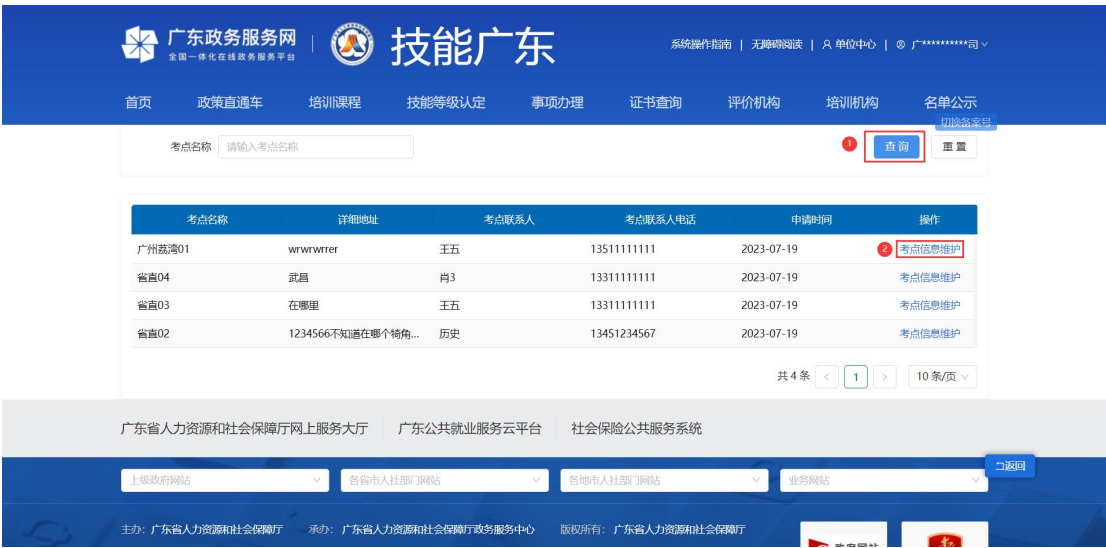 广东政务服务网
全国一体化在线政务服务平台
技能广东
系统操作指南 | 无障碍阅读 | 单位中心 | 广**********司
首页 政策直通车 培训课程 技能等级认定 事项办理 证书查询 评价机构 培训机构 名单公示
切换备案号
考点名称 请输入考点名称 1 查询 重置
考点名称 详细地址 考点联系人 考点联系人电话 申请时间 操作
广州荔湾01 wrwrwrrer 王五 13511111111 2023-07-19 2 考点信息维护
省直04 武昌 肖3 13311111111 2023-07-19 考点信息维护
省直03 在哪里 王五 13311111111 2023-07-19 考点信息维护
省直02 1234566不知道在哪个犄角... 历史 13451234567 2023-07-19 考点信息维护
共4条 < 1 > 10条/页
广东省人力资源和社会保障厅网上服务大厅 广东公共就业服务云平台 社会保险公共服务系统
返回
上级政府网站 各省市人社部门网站 各地市人社部门网站 业务网站
主办：广东省人力资源和社会保障厅 承办：广东省人力资源和社会保障厅政务服务中心 版权所有：广东省人力资源和社会保障厅